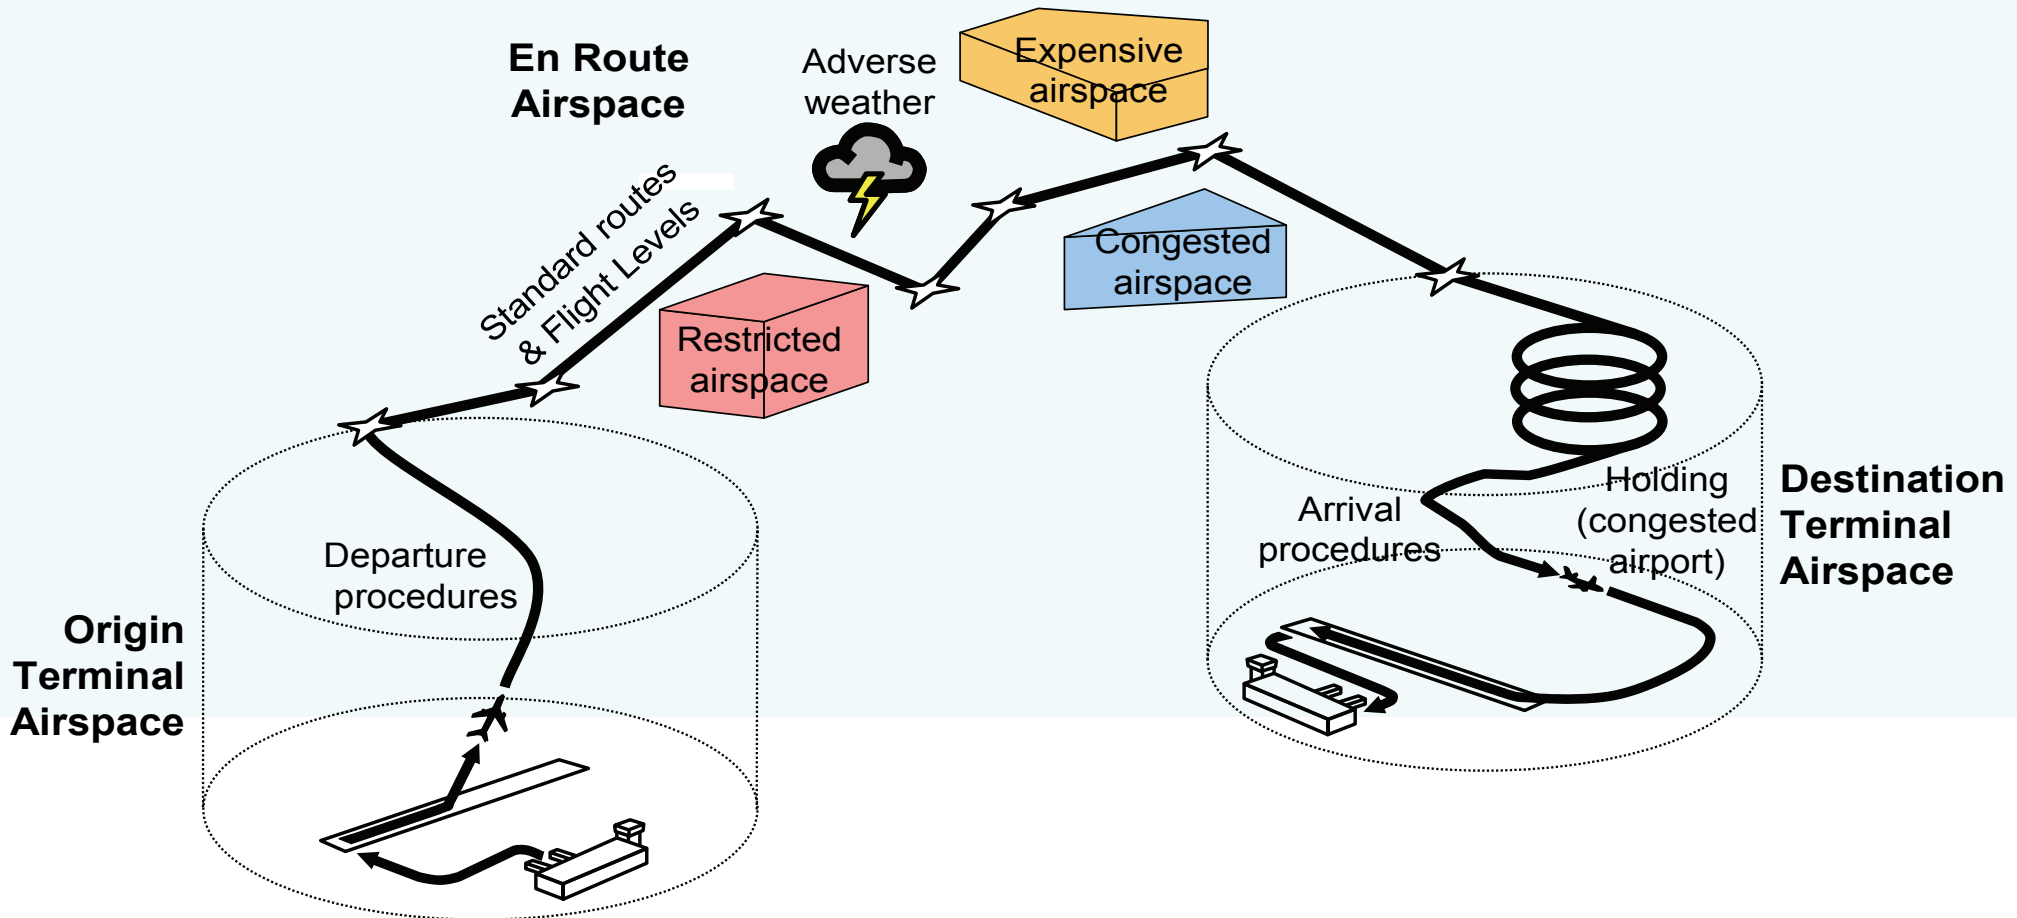 En Route
Airspace
Adverse
weather
Expensive
airspace
Standard routes
& Flight Levels
Restricted
airspace
Congested
airspace
Departure
procedures
Origin
Terminal
Airspace
Arrival
procedures
Holding
(congested
airport)
Destination
Terminal
Airspace